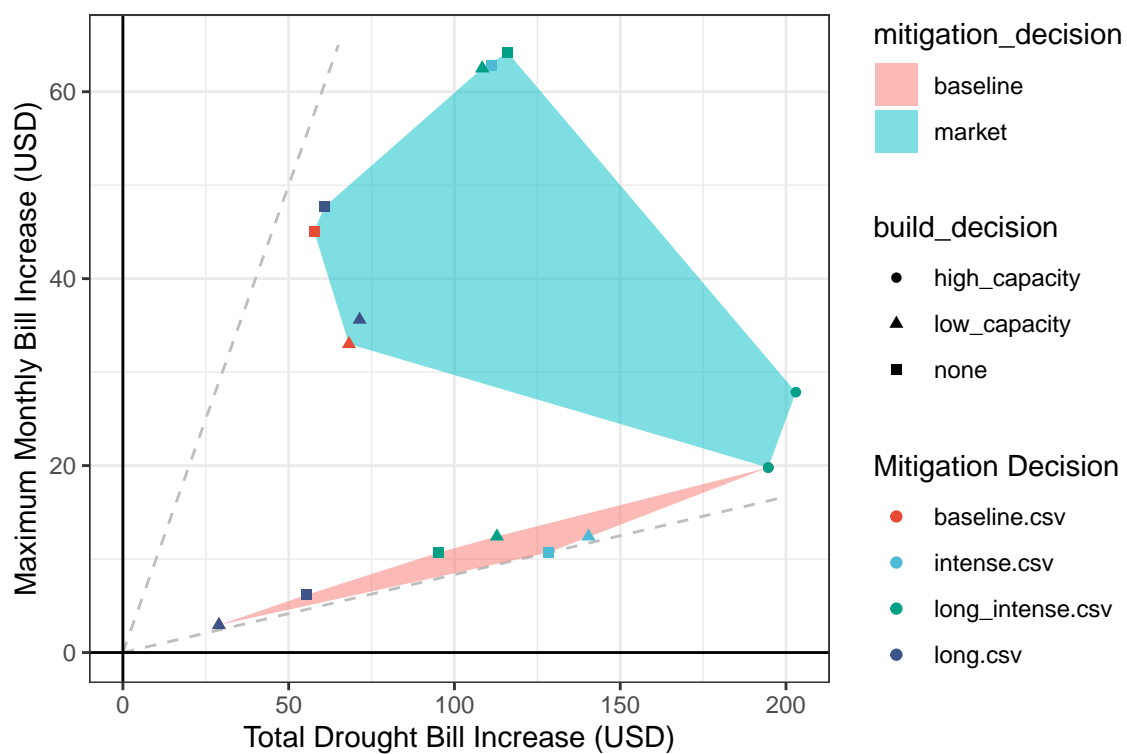 Maximum Monthly Bill Increase (USD)
60
40
20
0
0 50 100 150 200
Total Drought Bill Increase (USD)
mitigation_decision
baseline
market
build_decision
high_capacity
low_capacity
none
Mitigation Decision
baseline.csv
intense.csv
long_intense.csv
long.csv